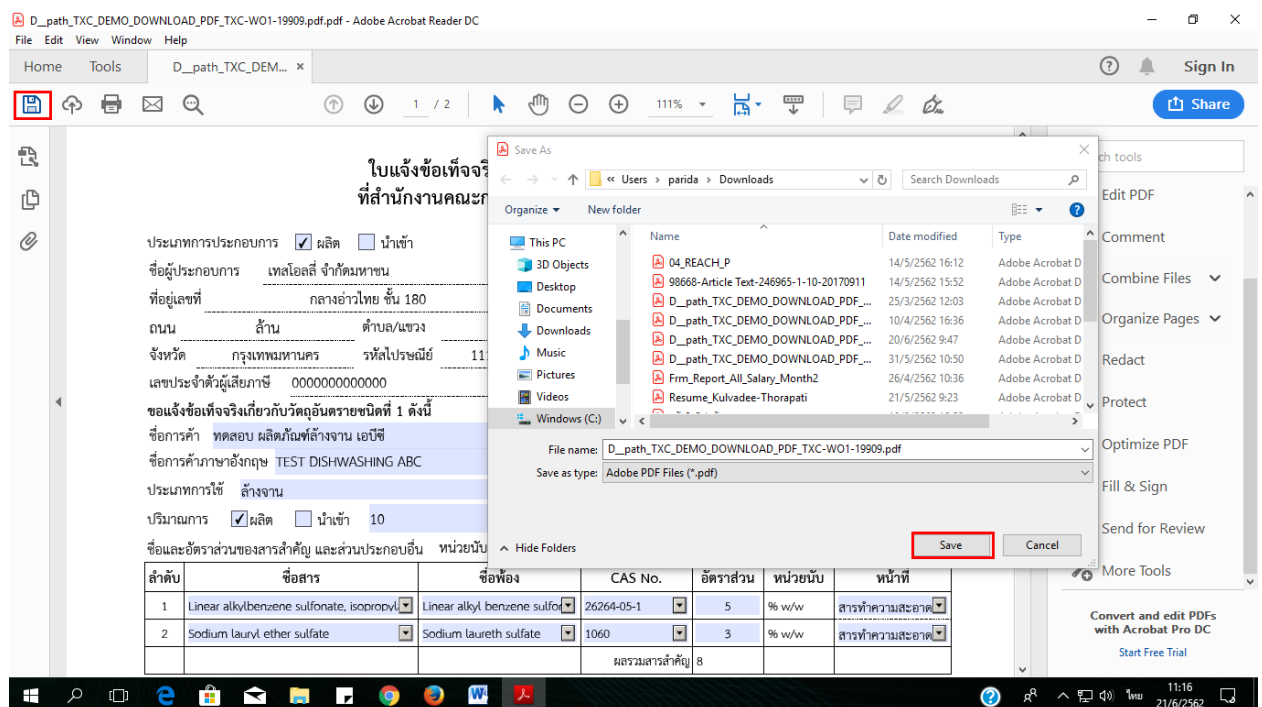 D__path_TXC_DEMO_DOWNLOAD_PDF_TXC-WO1-19909.pdf.pdf - Adobe Acrobat Reader DC
File Edit View Window Help
Home Tools D__path_TXC_DEM... × Sign In
1 / 2 111% Share
ใบแจ้งข้อเท็จจริ
ที่สำนักงานคณะก
ประเภทการประกอบการ ผลิต นำเข้า
ชื่อผู้ประกอบการ เทสโอลลี่ จำกัดมหาชน
ที่อยู่เลขที่ กลางอ่าวไทย ชั้น 180
ถนน ล้าน ตำบล/แขวง
จังหวัด กรุงเทพมหานคร รหัสไปรษณีย์ 11
เลขประจำตัวผู้เสียภาษี 0000000000000
ขอแจ้งข้อเท็จจริงเกี่ยวกับวัตถุอันตรายชนิดที่ 1 ดังนี้
ชื่อการค้า ทดสอบ ผลิตภัณฑ์ล้างจาน เอบีซี
ชื่อการค้าภาษาอังกฤษ TEST DISHWASHING ABC
ประเภทการใช้ ล้างจาน
ปริมาณการ ผลิต นำเข้า 10
ชื่อและอัตราส่วนของสารสำคัญ และส่วนประกอบอื่น หน่วยนับ
ลำดับ ชื่อสาร ชื่อพ้อง CAS No. อัตราส่วน หน่วยนับ หน้าที่
1 Linear alkylbenzene sulfonate, isopropyl Linear alkyl benzene sulfor 26264-05-1 5 % w/w สารทำความสะอาด
2 Sodium lauryl ether sulfate Sodium laureth sulfate 1060 3 % w/w สารทำความสะอาด
ผลรวมสารสำคัญ 8
Save As
« Users › parida › Downloads Search Downloads
Organize New folder
This PC
3D Objects
Desktop
Documents
Downloads
Music
Pictures
Videos
Windows (C:)
Name Date modified Type
04_REACH_P 14/5/2562 16:12 Adobe Acrobat D
98668-Article Text-246965-1-10-20170911 14/5/2562 15:52 Adobe Acrobat D
D__path_TXC_DEMO_DOWNLOAD_PDF_... 25/3/2562 12:03 Adobe Acrobat D
D__path_TXC_DEMO_DOWNLOAD_PDF_... 10/4/2562 16:36 Adobe Acrobat D
D__path_TXC_DEMO_DOWNLOAD_PDF_... 20/6/2562 9:47 Adobe Acrobat D
D__path_TXC_DEMO_DOWNLOAD_PDF_... 31/5/2562 10:50 Adobe Acrobat D
Frm_Report_All_Salary_Month2 26/4/2562 10:36 Adobe Acrobat D
Resume_Kulvadee-Thorapati 21/5/2562 9:23 Adobe Acrobat D
File name: D__path_TXC_DEMO_DOWNLOAD_PDF_TXC-WO1-19909.pdf
Save as type: Adobe PDF Files (*.pdf)
Hide Folders Save Cancel
ch tools
Edit PDF
Comment
Combine Files
Organize Pages
Redact
Protect
Optimize PDF
Fill & Sign
Send for Review
More Tools
Convert and edit PDFs
with Acrobat Pro DC
Start Free Trial
ไทย 11:16
21/6/2562